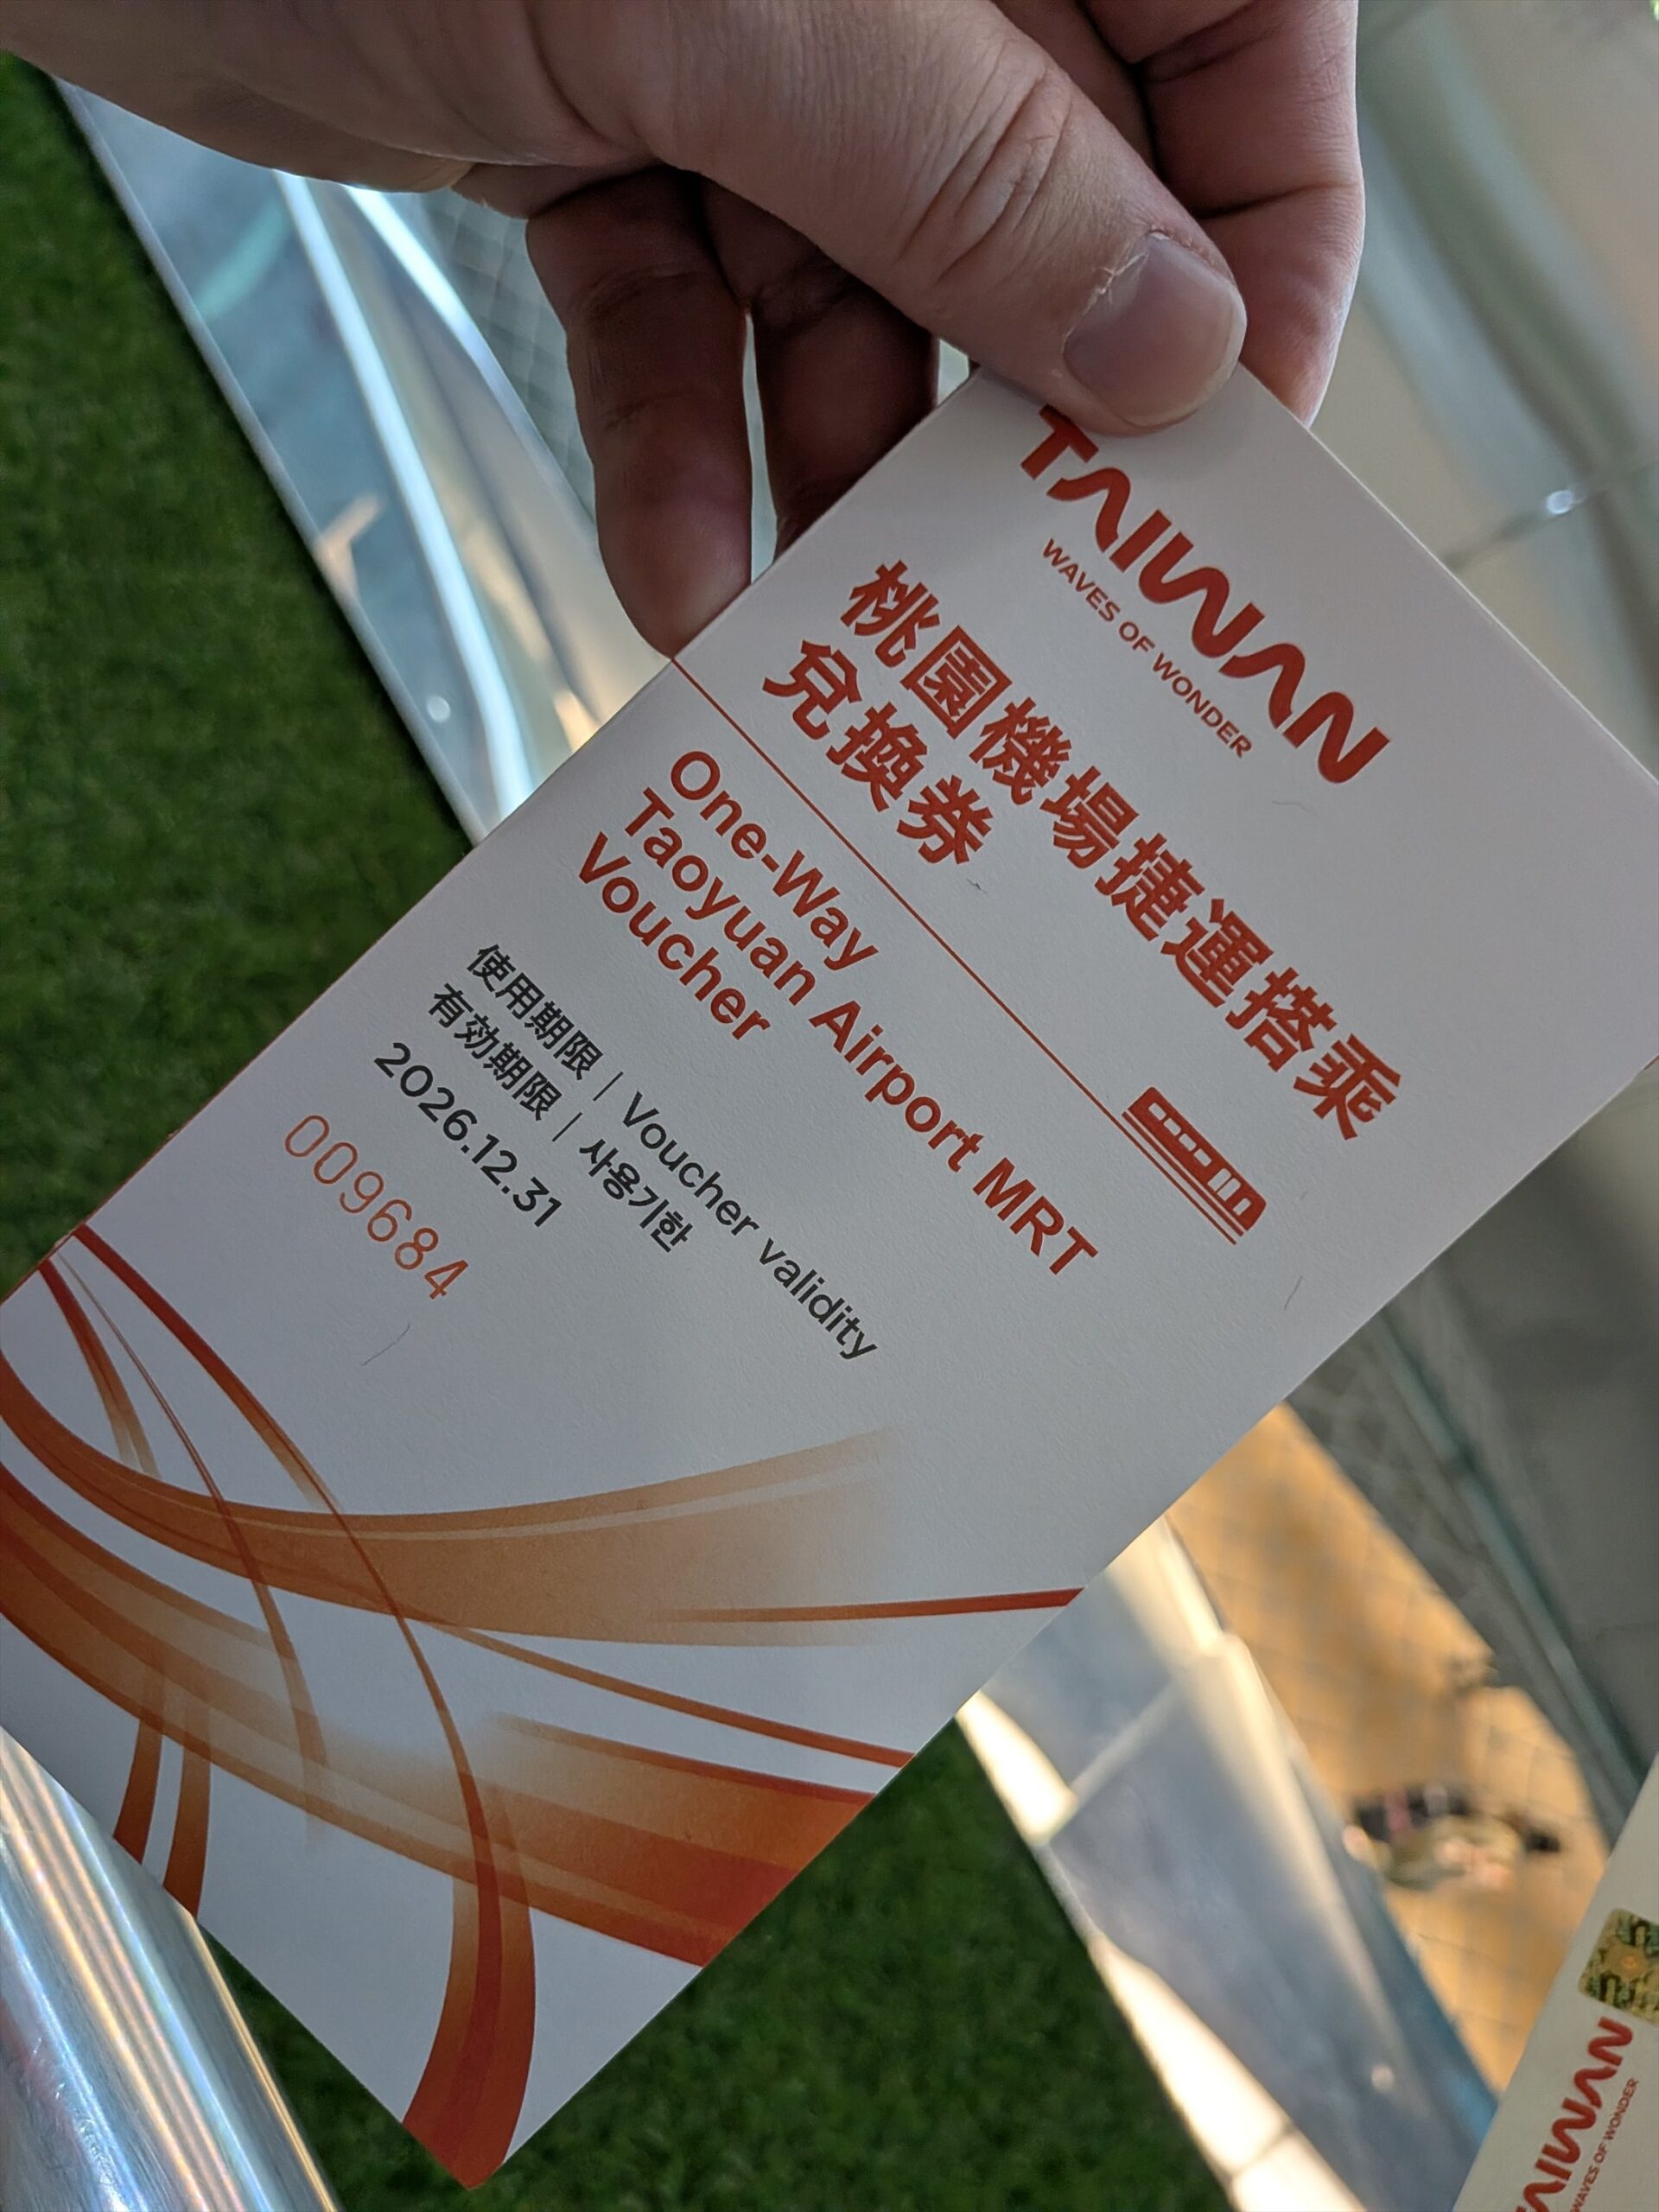 TAIWAN
WAVES OF WONDER
桃園機場捷運搭乘
兌換券
One-Way
Taoyuan Airport MRT
Voucher
使用期限｜Voucher validity
有効期限｜사용기한
2026.12.31
009684
TAIWAN
WAVES OF WONDER